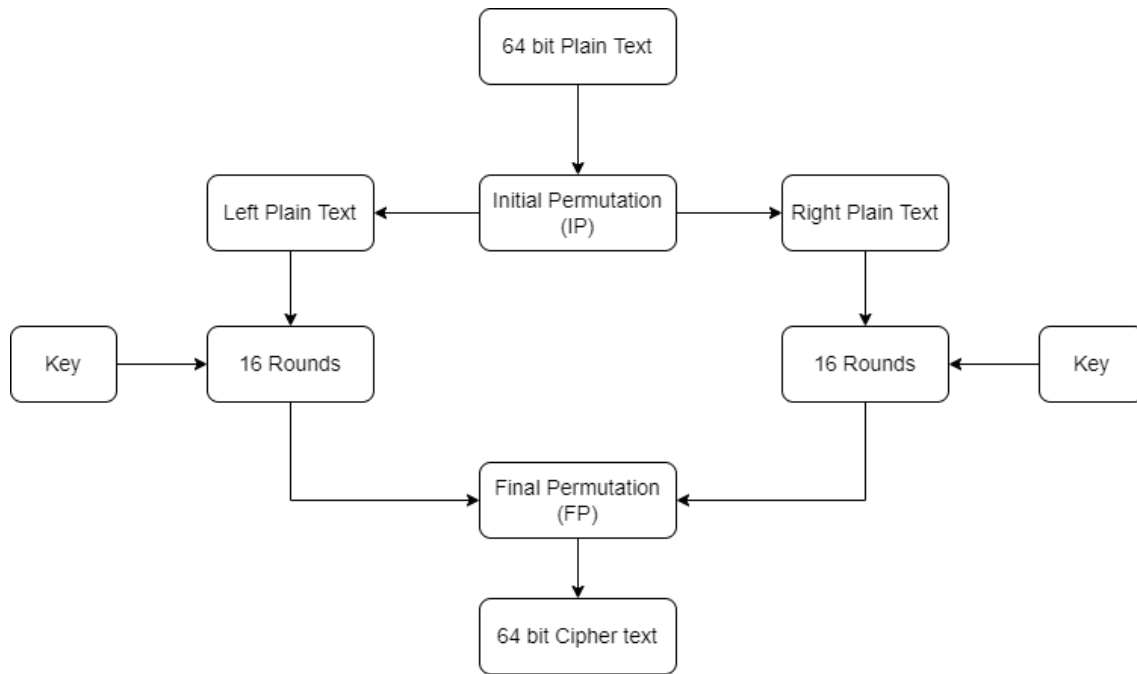 64 bit Plain Text
Left Plain Text
Initial Permutation
(IP)
Right Plain Text
Key
16 Rounds
16 Rounds
Key
Final Permutation
(FP)
64 bit Cipher text